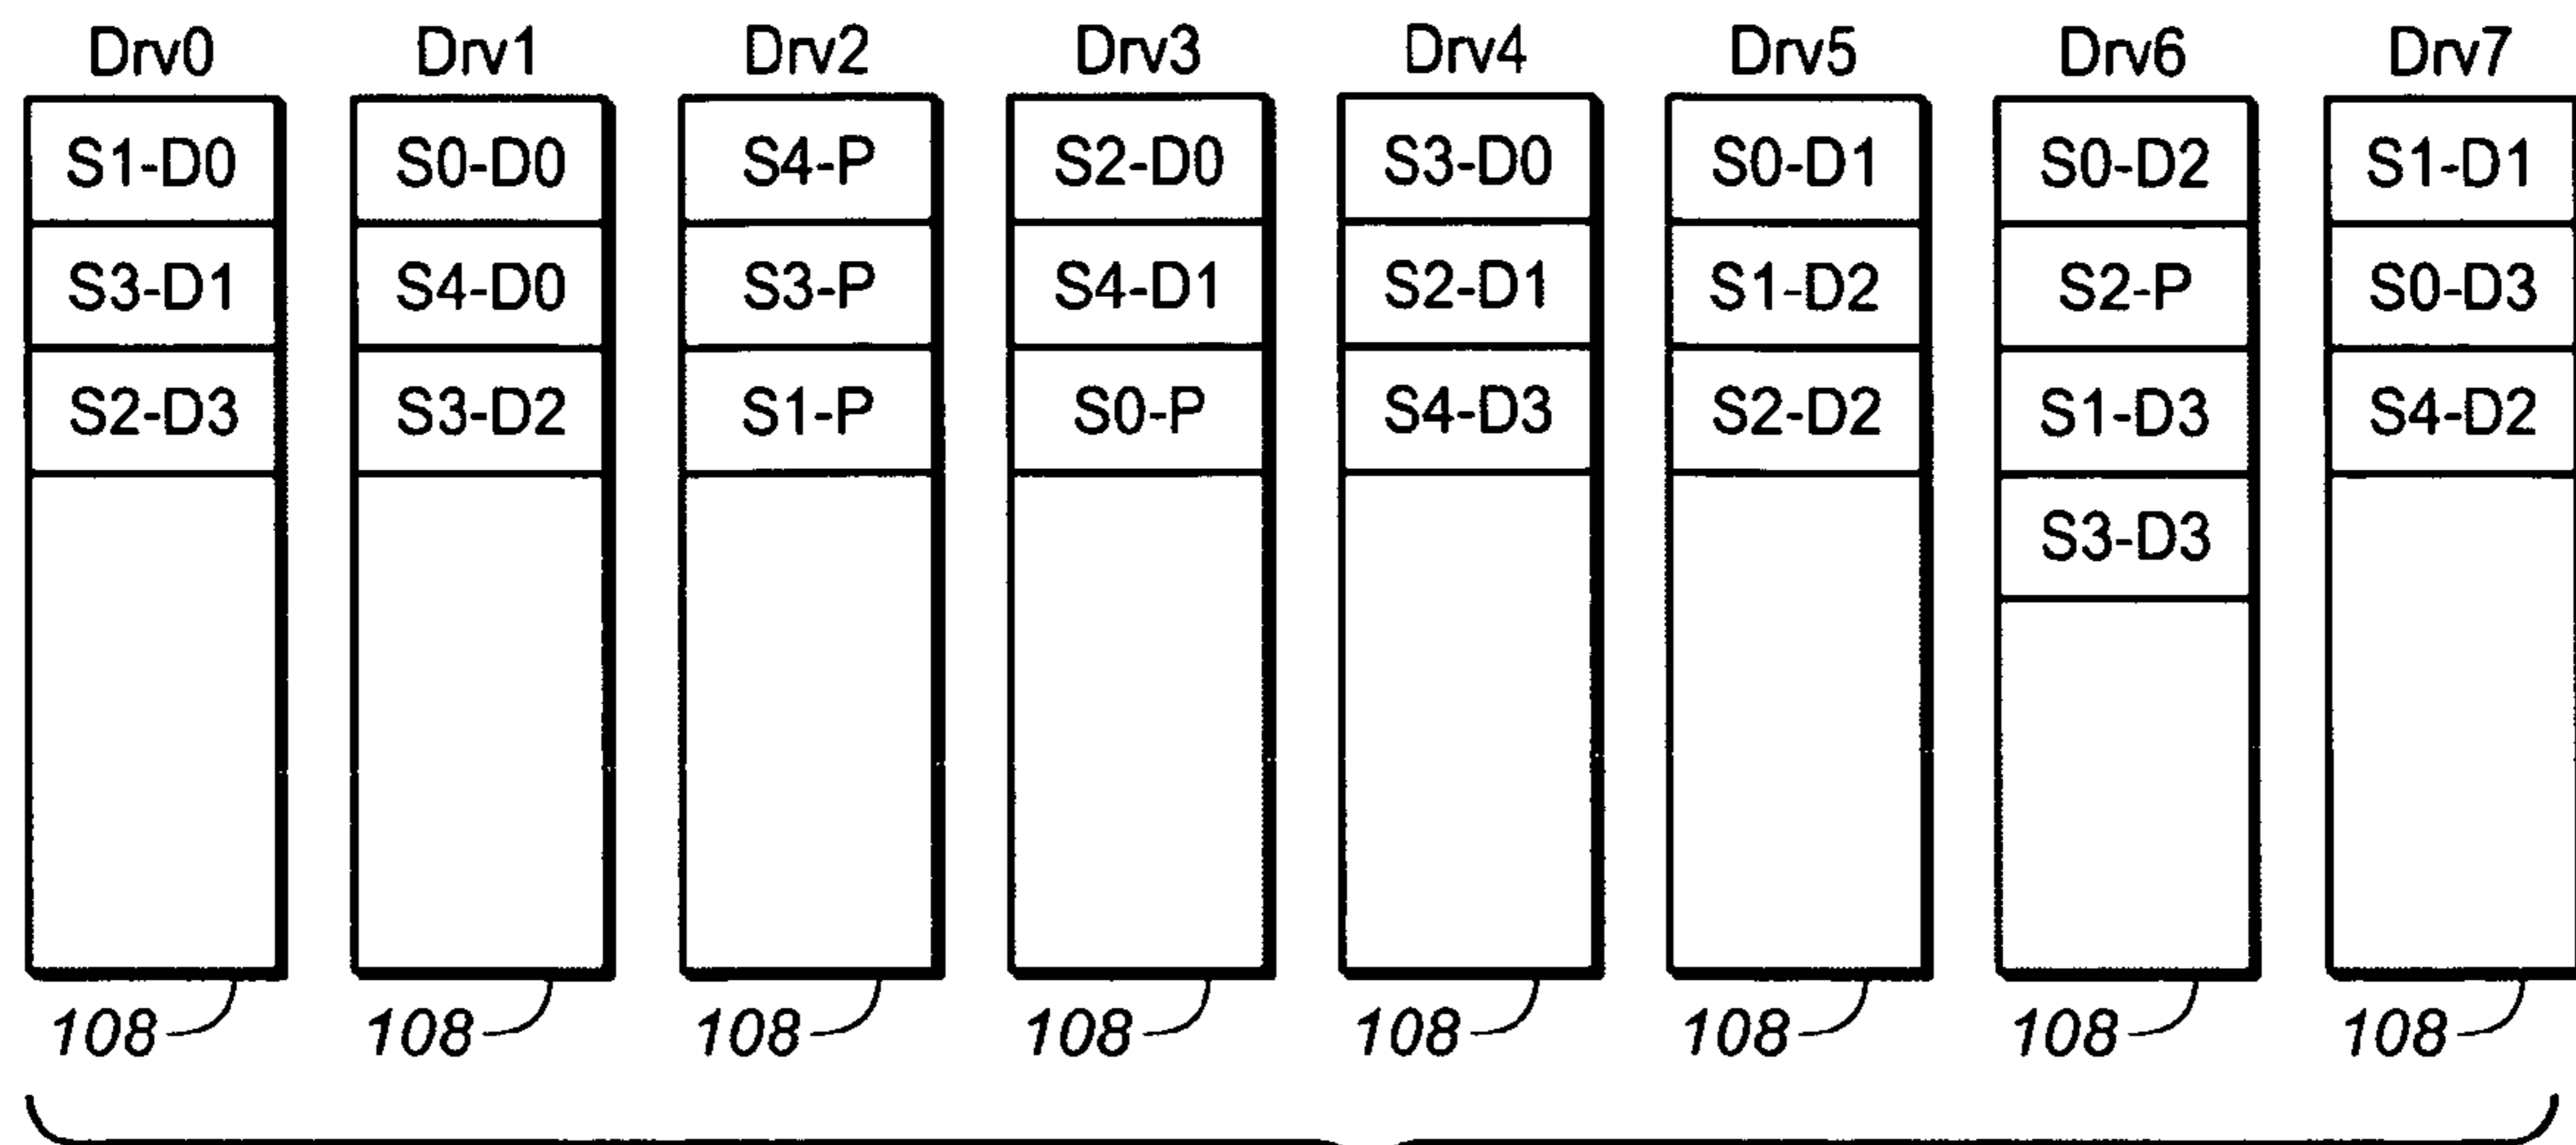 Drv0 Drv1 Drv2 Drv3 Drv4 Drv5 Drv6 Drv7
S1-D0 S0-D0 S4-P S2-D0 S3-D0 S0-D1 S0-D2 S1-D1
S3-D1 S4-D0 S3-P S4-D1 S2-D1 S1-D2 S2-P S0-D3
S2-D3 S3-D2 S1-P S0-P S4-D3 S2-D2 S1-D3 S4-D2
S3-D3
108 108 108 108 108 108 108 108